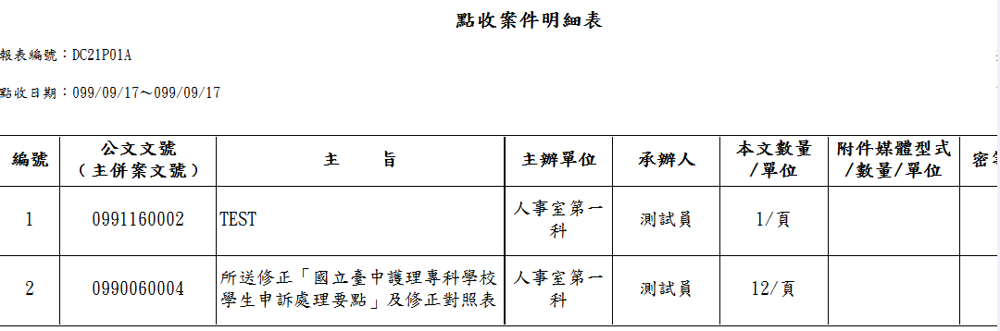 點收案件明細表
報表編號：DC21P01A
點收日期：099/09/17～099/09/17
編號
公文文號
（主併案文號）
主 旨
主辦單位
承辦人
本文數量
/單位
附件媒體型式
/數量/單位
1
0991160002
TEST
人事室第一
科
測試員
1/頁
2
0990060004
所送修正「國立臺中護理專科學校
學生申訴處理要點」及修正對照表
人事室第一
科
測試員
12/頁